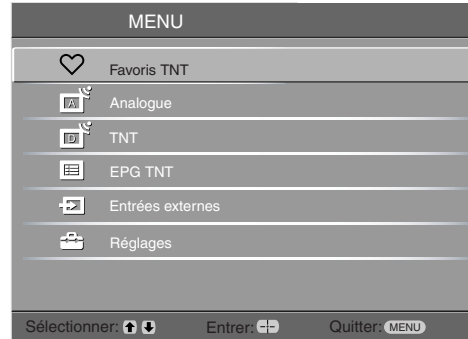 MENU
Favoris TNT
A Analogue
D TNT
EPG TNT
Entrées externes
Réglages
Sélectionner: Entrer: Quitter: MENU